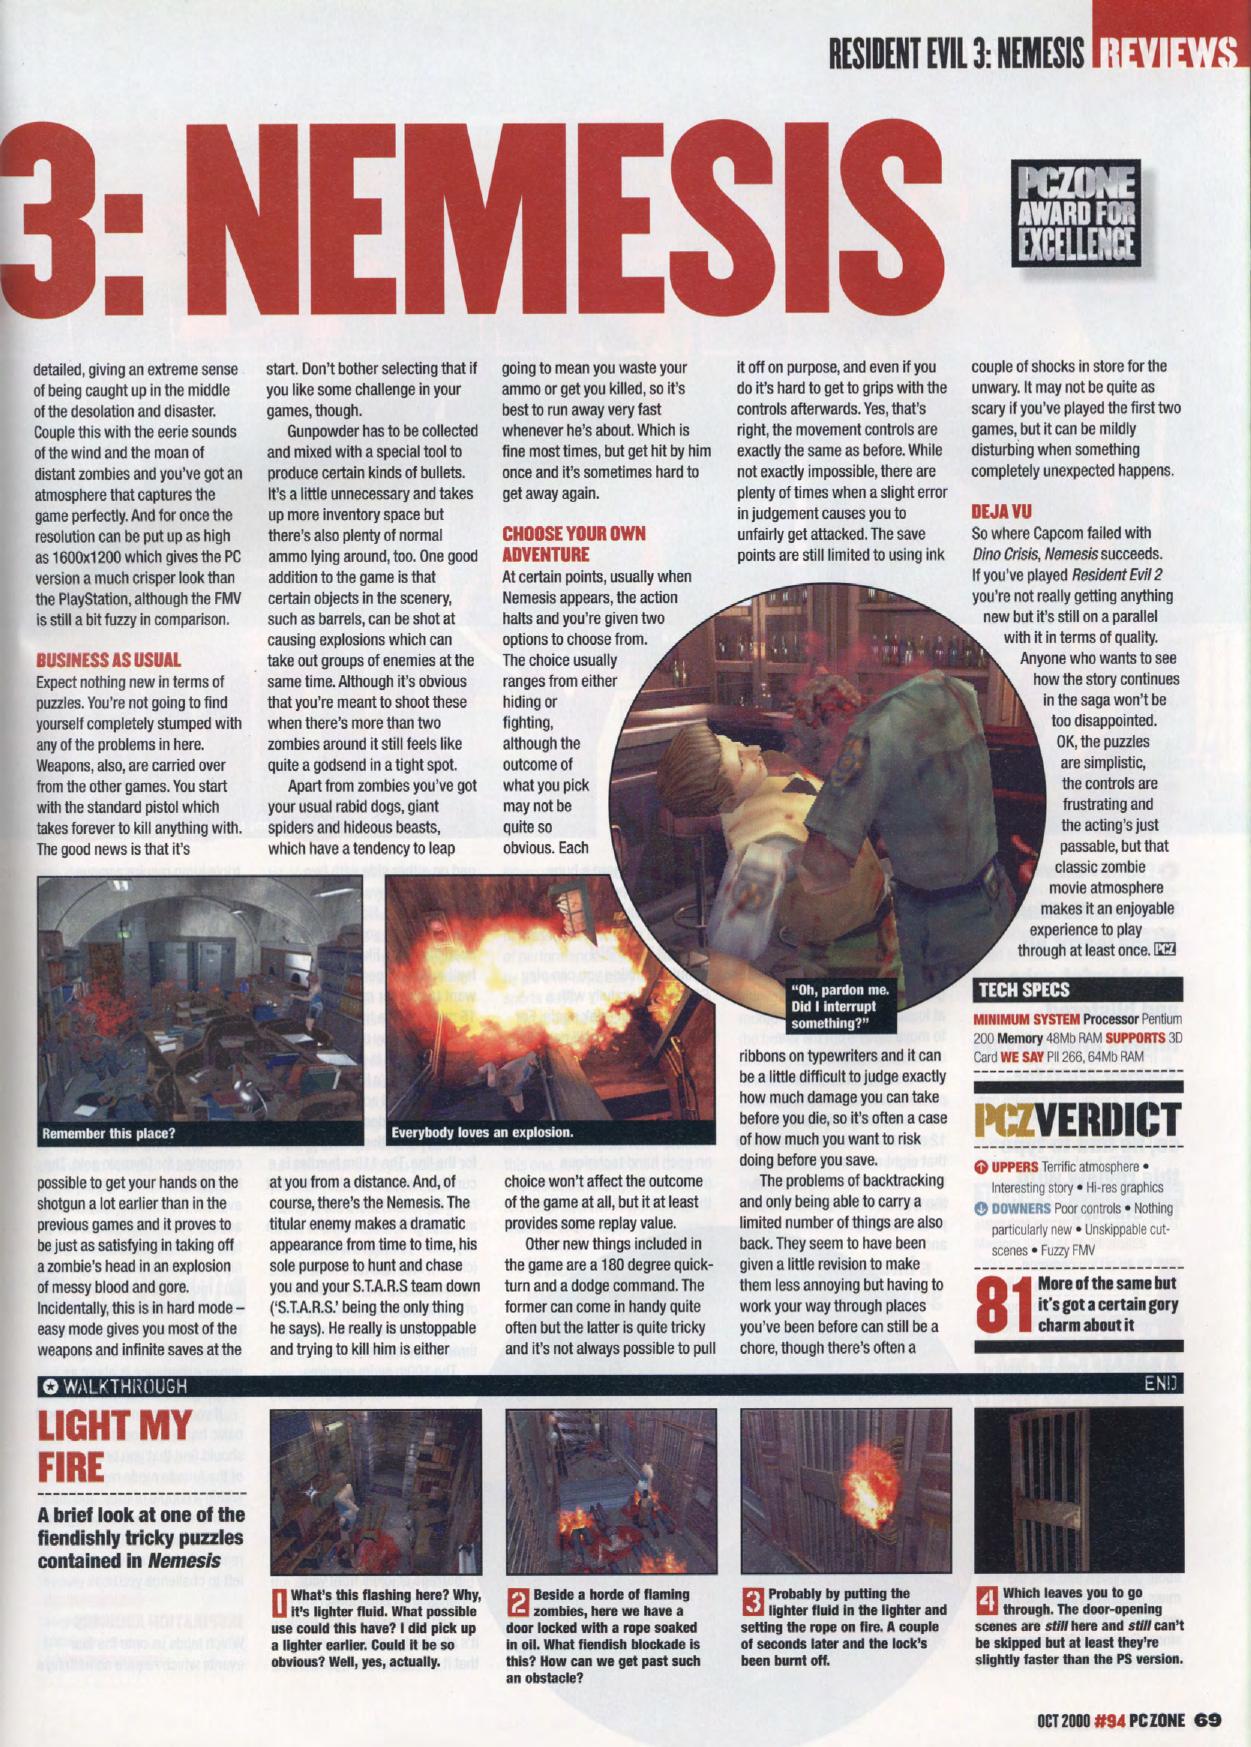 RESIDENT EVIL 3: NEMESIS REVIEWS
3: NEMESIS
PCZONE
AWARD FOR
EXCELLENCE
detailed, giving an extreme sense
of being caught up in the middle
of the desolation and disaster.
Couple this with the eerie sounds
of the wind and the moan of
distant zombies and you've got an
atmosphere that captures the
game perfectly. And for once the
resolution can be put up as high
as 1600x1200 which gives the PC
version a much crisper look than
the PlayStation, although the FMV
is still a bit fuzzy in comparison.
BUSINESS AS USUAL
Expect nothing new in terms of
puzzles. You're not going to find
yourself completely stumped with
any of the problems in here.
Weapons, also, are carried over
from the other games. You start
with the standard pistol which
takes forever to kill anything with.
The good news is that it's
Remember this place?
possible to get your hands on the
shotgun a lot earlier than in the
previous games and it proves to
be just as satisfying in taking off
a zombie's head in an explosion
of messy blood and gore.
Incidentally, this is in hard mode –
easy mode gives you most of the
weapons and infinite saves at the
start. Don't bother selecting that if
you like some challenge in your
games, though.
Gunpowder has to be collected
and mixed with a special tool to
produce certain kinds of bullets.
It's a little unnecessary and takes
up more inventory space but
there's also plenty of normal
ammo lying around, too. One good
addition to the game is that
certain objects in the scenery,
such as barrels, can be shot at
causing explosions which can
take out groups of enemies at the
same time. Although it's obvious
that you're meant to shoot these
when there's more than two
zombies around it still feels like
quite a godsend in a tight spot.
Apart from zombies you've got
your usual rabid dogs, giant
spiders and hideous beasts,
which have a tendency to leap
Everybody loves an explosion.
at you from a distance. And, of
course, there's the Nemesis. The
titular enemy makes a dramatic
appearance from time to time, his
sole purpose to hunt and chase
you and your S.T.A.R.S team down
('S.T.A.R.S.' being the only thing
he says). He really is unstoppable
and trying to kill him is either
going to mean you waste your
ammo or get you killed, so it's
best to run away very fast
whenever he's about. Which is
fine most times, but get hit by him
once and it's sometimes hard to
get away again.
CHOOSE YOUR OWN
ADVENTURE
At certain points, usually when
Nemesis appears, the action
halts and you're given two
options to choose from.
The choice usually
ranges from either
hiding or
fighting,
although the
outcome of
what you pick
may not be
quite so
obvious. Each
choice won't affect the outcome
of the game at all, but it at least
provides some replay value.
Other new things included in
the game are a 180 degree quick-
turn and a dodge command. The
former can come in handy quite
often but the latter is quite tricky
and it's not always possible to pull
it off on purpose, and even if you
do it's hard to get to grips with the
controls afterwards. Yes, that's
right, the movement controls are
exactly the same as before. While
not exactly impossible, there are
plenty of times when a slight error
in judgement causes you to
unfairly get attacked. The save
points are still limited to using ink
"Oh, pardon me.
Did I interrupt
something?"
ribbons on typewriters and it can
be a little difficult to judge exactly
how much damage you can take
before you die, so it's often a case
of how much you want to risk
doing before you save.
The problems of backtracking
and only being able to carry a
limited number of things are also
back. They seem to have been
given a little revision to make
them less annoying but having to
work your way through places
you've been before can still be a
chore, though there's often a
couple of shocks in store for the
unwary. It may not be quite as
scary if you've played the first two
games, but it can be mildly
disturbing when something
completely unexpected happens.
DEJA VU
So where Capcom failed with
Dino Crisis, Nemesis succeeds.
If you've played Resident Evil 2
you're not really getting anything
new but it's still on a parallel
with it in terms of quality.
Anyone who wants to see
how the story continues
in the saga won't be
too disappointed.
OK, the puzzles
are simplistic,
the controls are
frustrating and
the acting's just
passable, but that
classic zombie
movie atmosphere
makes it an enjoyable
experience to play
through at least once. PCZ
TECH SPECS
MINIMUM SYSTEM Processor Pentium
200 Memory 48Mb RAM SUPPORTS 3D
Card WE SAY PII 266, 64Mb RAM
PCZVERDICT
UPPERS Terrific atmosphere •
Interesting story • Hi-res graphics
DOWNERS Poor controls • Nothing
particularly new • Unskippable cut-
scenes • Fuzzy FMV
81 More of the same but
it's got a certain gory
charm about it
WALKTHROUGH END
LIGHT MY
FIRE
A brief look at one of the
fiendishly tricky puzzles
contained in Nemesis
1 What's this flashing here? Why,
it's lighter fluid. What possible
use could this have? I did pick up
a lighter earlier. Could it be so
obvious? Well, yes, actually.
2 Beside a horde of flaming
zombies, here we have a
door locked with a rope soaked
in oil. What fiendish blockade is
this? How can we get past such
an obstacle?
3 Probably by putting the
lighter fluid in the lighter and
setting the rope on fire. A couple
of seconds later and the lock's
been burnt off.
4 Which leaves you to go
through. The door-opening
scenes are still here and still can't
be skipped but at least they're
slightly faster than the PS version.
OCT 2000 #94 PC ZONE 69